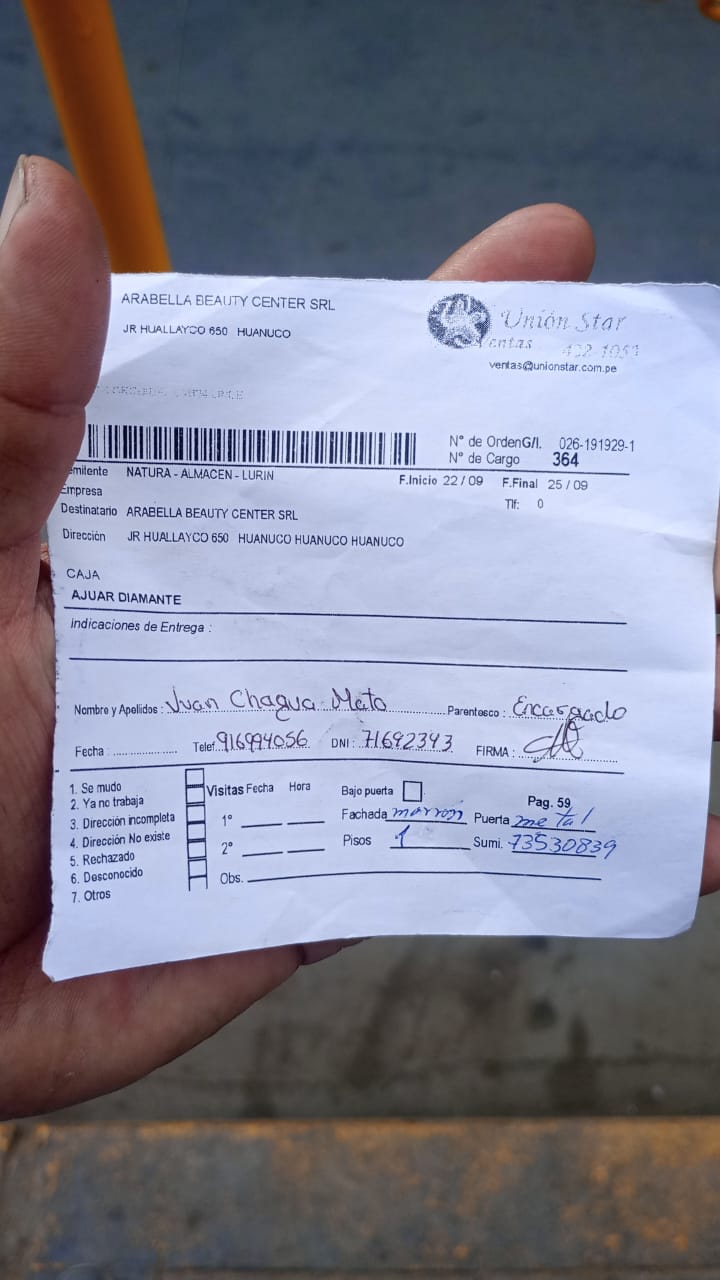 ARABELLA BEAUTY CENTER SRL
JR HUALLAYCO 650 HUANUCO
Unión Star
Ventas 422-1051
ventas@unionstar.com.pe
N° de OrdenG/I. 026-191929-1
N° de Cargo 364
emitente NATURA - ALMACEN - LURIN F.Inicio 22 / 09 F.Final 25 / 09
Empresa Tlf: 0
Destinatario ARABELLA BEAUTY CENTER SRL
Dirección JR HUALLAYCO 650 HUANUCO HUANUCO HUANUCO
CAJA
AJUAR DIAMANTE
Indicaciones de Entrega :
Nombre y Apellidos : Juan Chagua Mato Parentesco : Encargado
Fecha : Telef. 916994056 DNI : 71692343 FIRMA :
1. Se mudo
2. Ya no trabaja
3. Dirección incompleta
4. Dirección No existe
5. Rechazado
6. Desconocido
7. Otros
Visitas Fecha Hora Bajo puerta Pag. 59
1° Fachada marrón Puerta metal
2° Pisos 1 Sumi. 73530839
Obs.